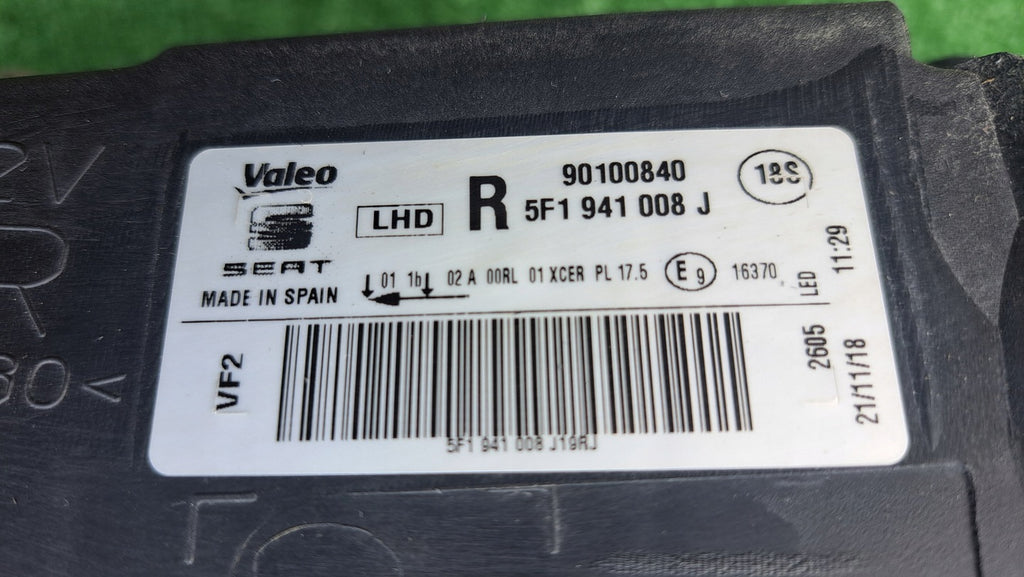 Valeo
SEAT
MADE IN SPAIN
LHD
R
90100840
5F1 941 008 J
18S
01 1b 02 A 00RL 01 XCER PL 17.5 E9 16370
LED
11:29
VF2
5F1 941 008 J19RJ
2605
21/11/18